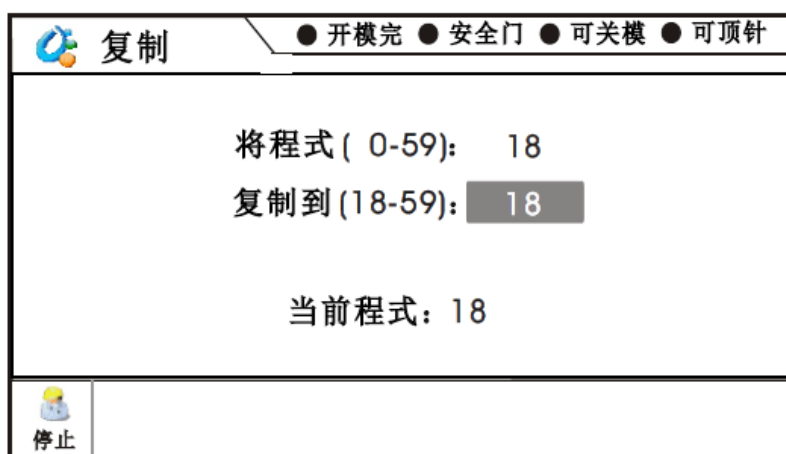 复制 ● 开模完 ● 安全门 ● 可关模 ● 可顶针
将程式( 0-59): 18
复制到(18-59): 18
当前程式: 18
停止